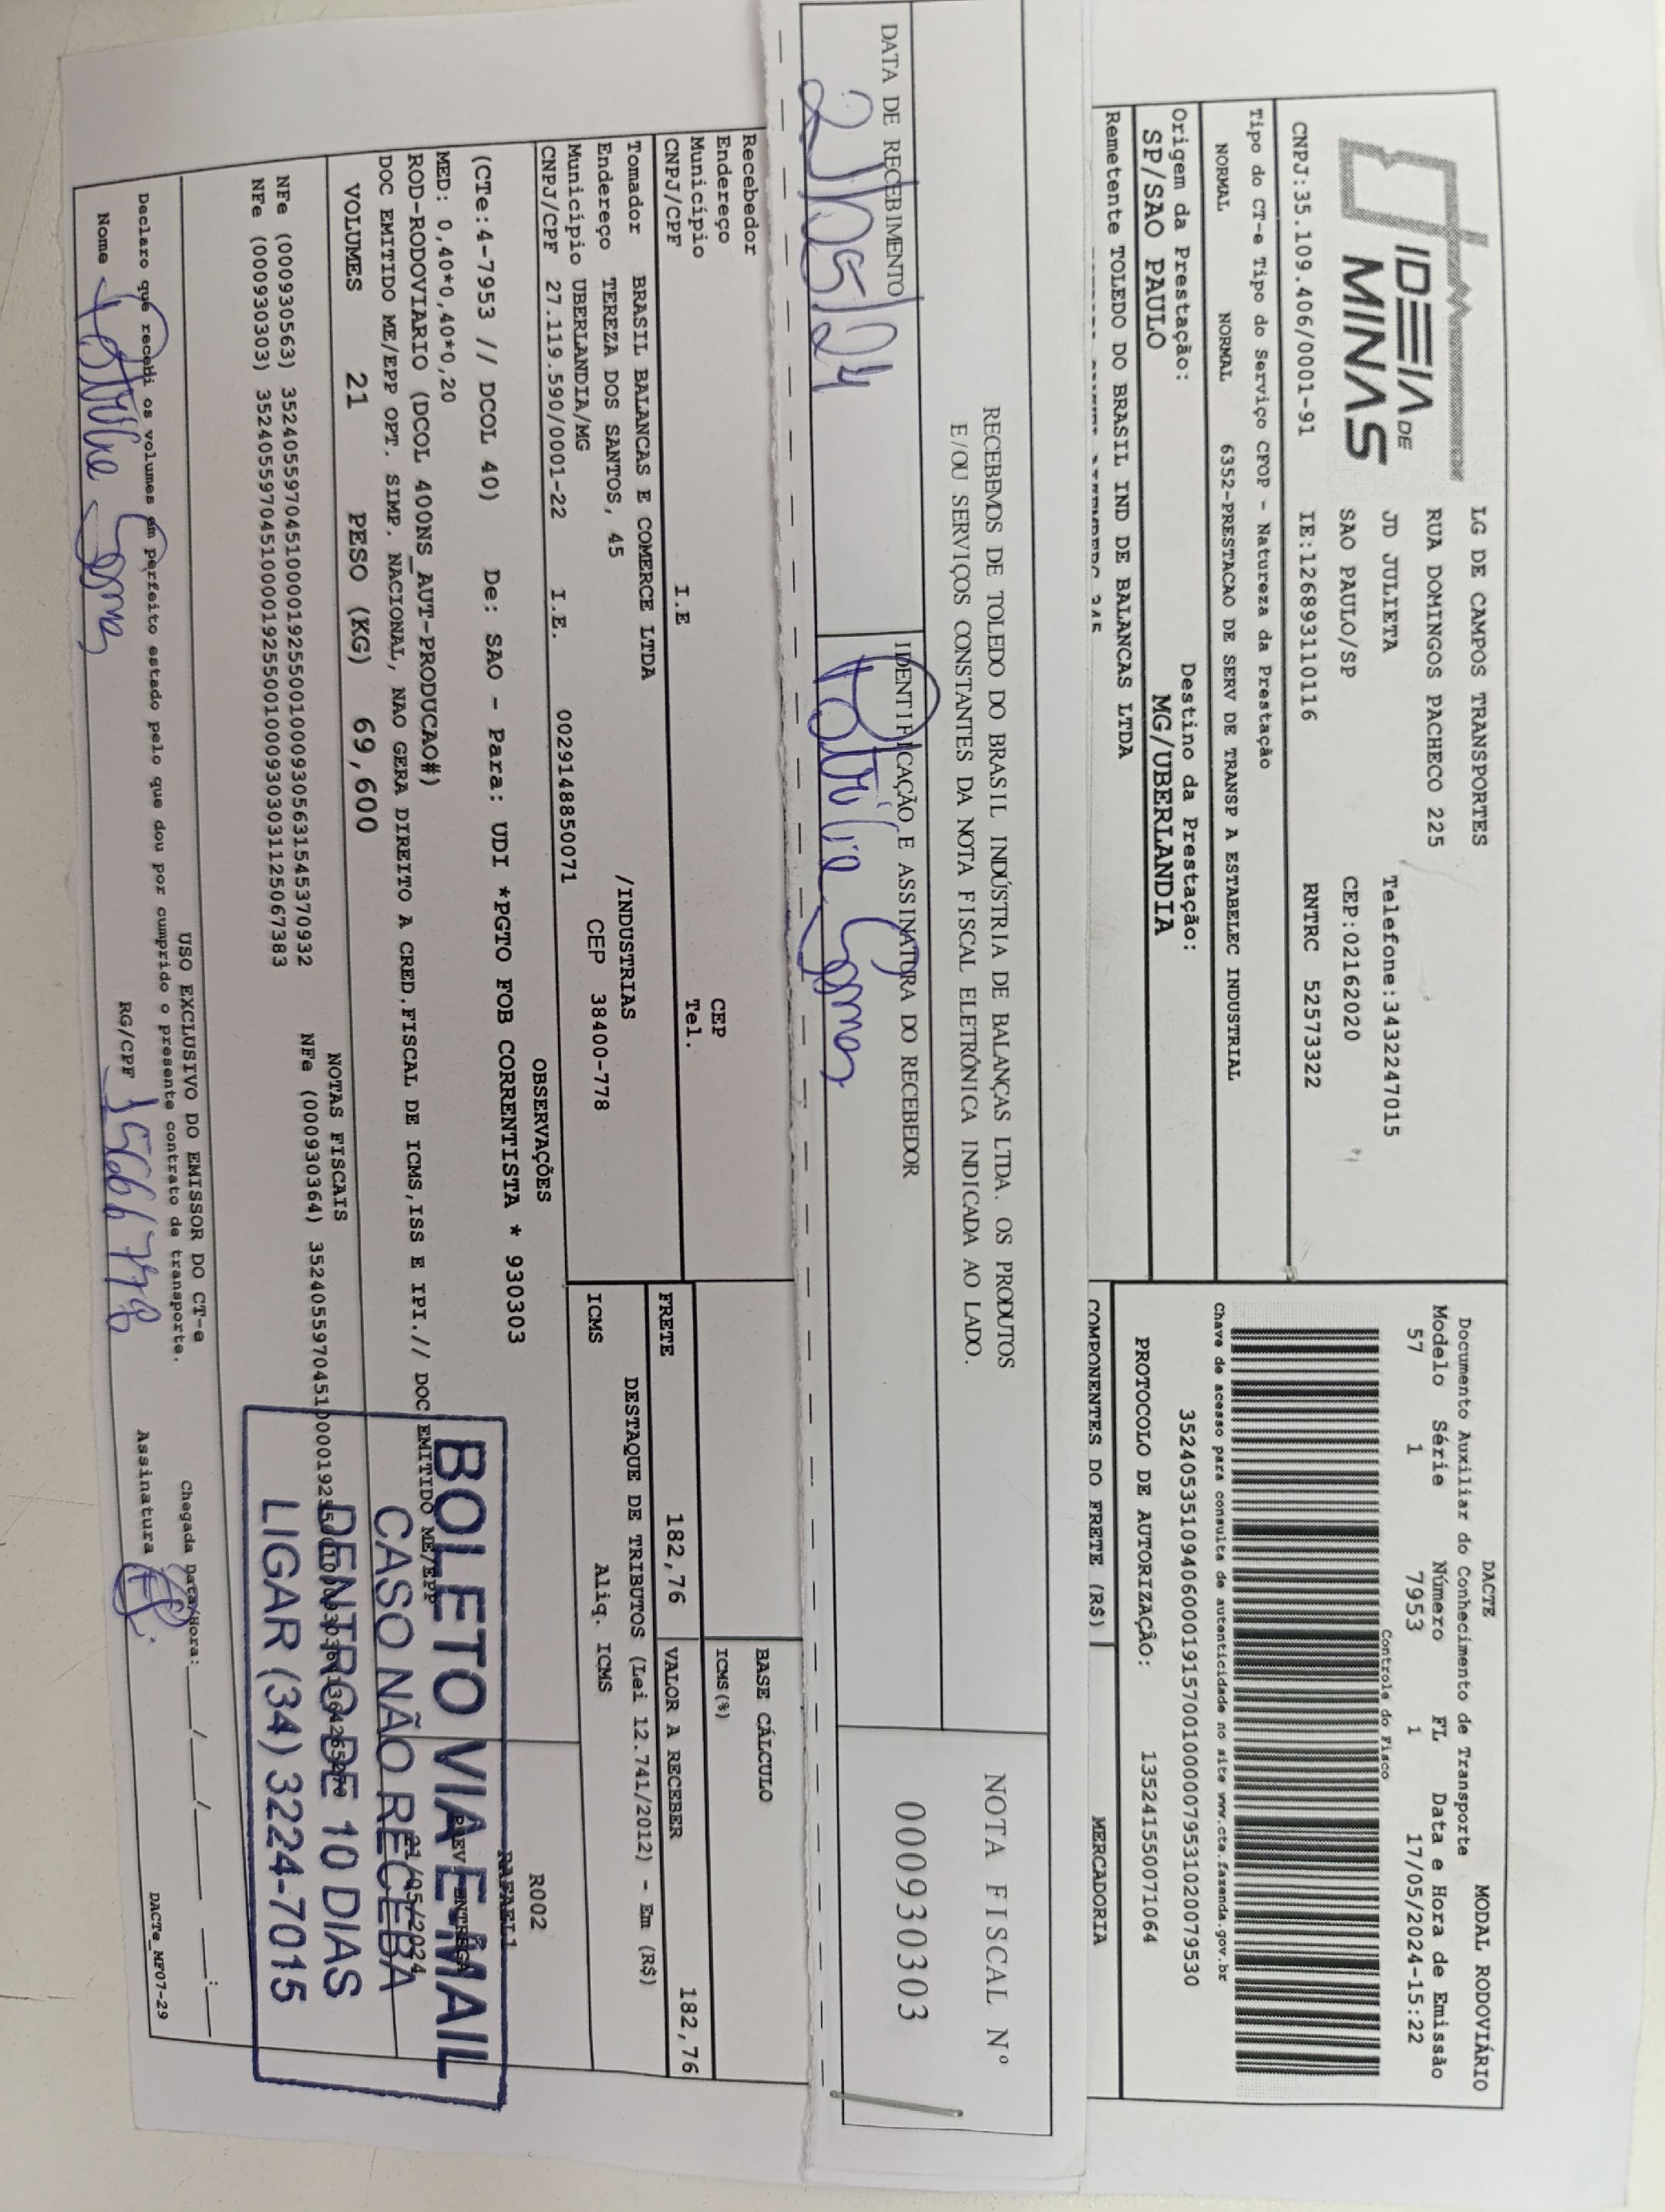 IDEIA DE
MINAS
LG DE CAMPOS TRANSPORTES
RUA DOMINGOS PACHECO 225
JD JULIETA Telefone:3432247015
SAO PAULO/SP CEP:02162020
CNPJ:35.109.406/0001-91 IE:126893110116 RNTRC 52573322
DACTE MODAL RODOVIÁRIO
Documento Auxiliar do Conhecimento de Transporte
Modelo Série Número FL Data e Hora de Emissão
57 1 7953 1 17/05/2024-15:22
Controle do Fisco
Tipo do CT-e Tipo do Serviço CFOP - Natureza da Prestação
NORMAL NORMAL 6352-PRESTACAO DE SERV DE TRANSP A ESTABELEC INDUSTRIAL
Chave de acesso para consulta de autenticidade no site www.cte.fazenda.gov.br
35240535109406000191570010000079531020079530
Origem da Prestação: Destino da Prestação:
SP/SAO PAULO MG/UBERLANDIA
PROTOCOLO DE AUTORIZAÇÃO: 135241550071064
Remetente TOLEDO DO BRASIL IND DE BALANCAS LTDA
COMPONENTES DO FRETE (R$) MERCADORIA
RECEBEMOS DE TOLEDO DO BRASIL INDÚSTRIA DE BALANÇAS LTDA. OS PRODUTOS
E/OU SERVIÇOS CONSTANTES DA NOTA FISCAL ELETRÔNICA INDICADA AO LADO.
NOTA FISCAL Nº
000930303
DATA DE RECEBIMENTO IDENTIFICAÇÃO E ASSINATURA DO RECEBEDOR
21/05/24
Recebedor
Endereço CEP
Município Tel.
CNPJ/CPF I.E
BASE CÁLCULO
ICMS(%)
FRETE 182,76 VALOR A RECEBER 182,76
Tomador BRASIL BALANCAS E COMERCE LTDA
Endereço TEREZA DOS SANTOS, 45 /INDUSTRIAS
Município UBERLANDIA/MG CEP 38400-778
CNPJ/CPF 27.119.590/0001-22 I.E. 0029148850071
DESTAQUE DE TRIBUTOS (Lei 12.741/2012) - Em (R$)
ICMS Aliq. ICMS
OBSERVAÇÕES
R002
RAFAEL1
(CTe:4-7953 // DCOL 40) De: SAO - Para: UDI *PGTO FOB CORRENTISTA * 930303
MED: 0,40*0,40*0,20
ROD-RODOVIARIO (DCOL 400NS_AUT-PRODUCAO#)
DOC EMITIDO ME/EPP OPT. SIMP. NACIONAL, NAO GERA DIREITO A CRED.FISCAL DE ICMS,ISS E IPI.// DOC EMITIDO ME/EPP
21/05/2024
VOLUMES 21 PESO (KG) 69,600
NOTAS FISCAIS
NFe (000930563) 35240559704510000192550010009305631545370932
NFe (000930303) 35240559704510000192550010009303031125067383
NFe (000930364)
BOLETO VIA E-MAIL
CASO NÃO RECEBA
DENTRO DE 10 DIAS
LIGAR (34) 3224-7015
USO EXCLUSIVO DO EMISSOR DO CT-e
Declaro que recebi os volumes em perfeito estado pelo que dou por cumprido o presente contrato de transporte.
Chegada Data/Hora: ___/___/___ __:__
Nome RG/CPF Assinatura
DACTe_MF07-29